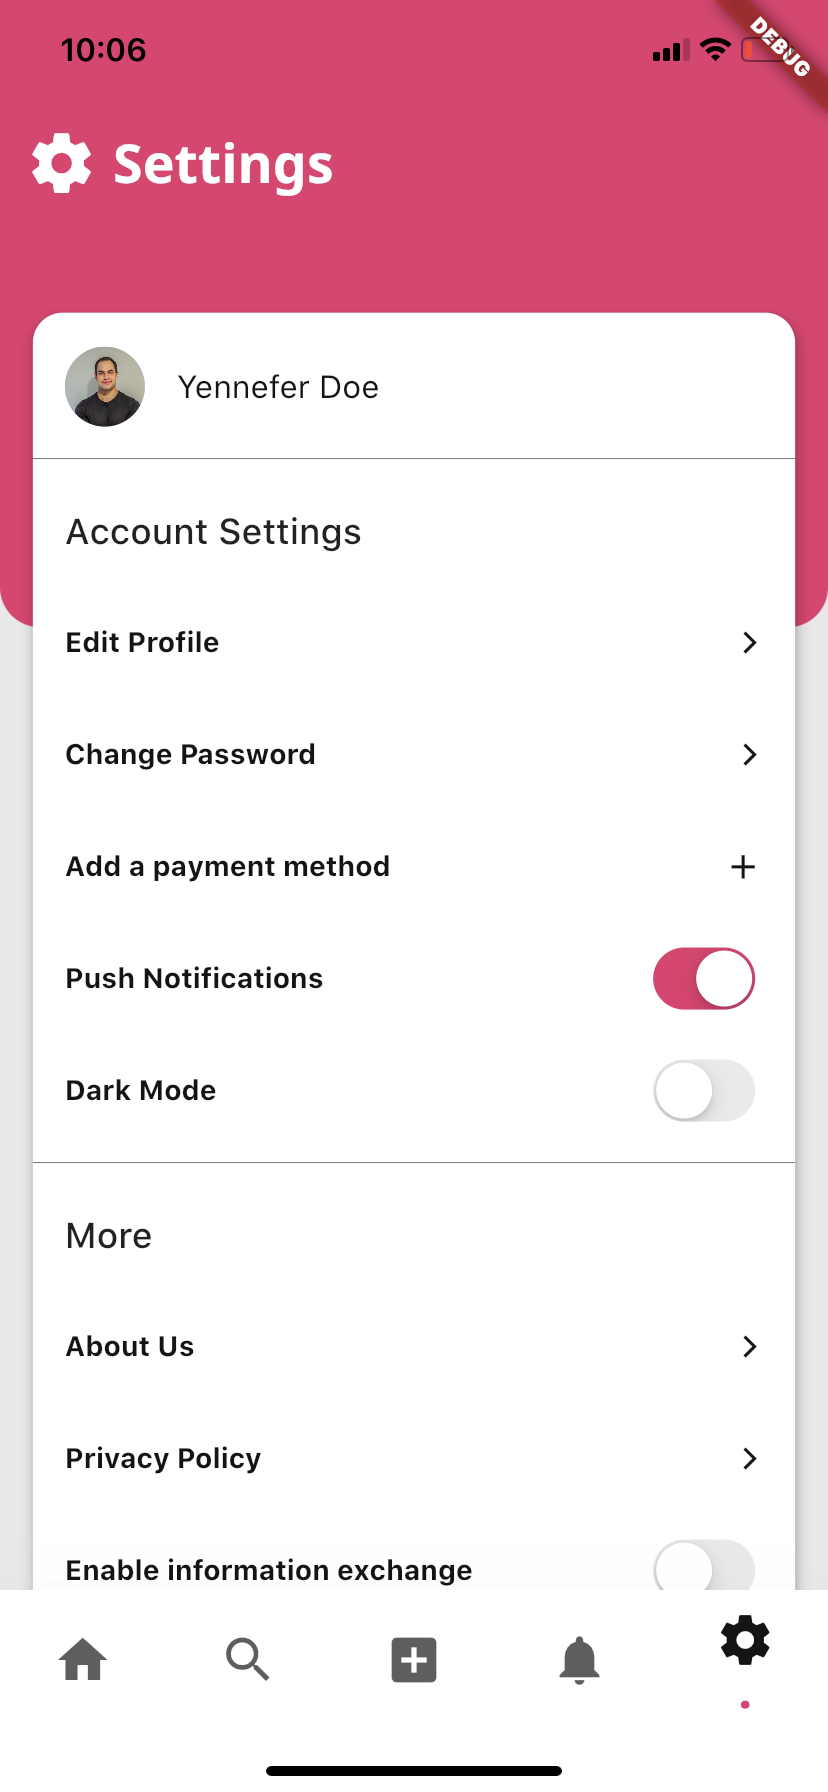 10:06
DEBUG
Settings
Yennefer Doe
Account Settings
Edit Profile
Change Password
Add a payment method
Push Notifications
Dark Mode
More
About Us
Privacy Policy
Enable information exchange